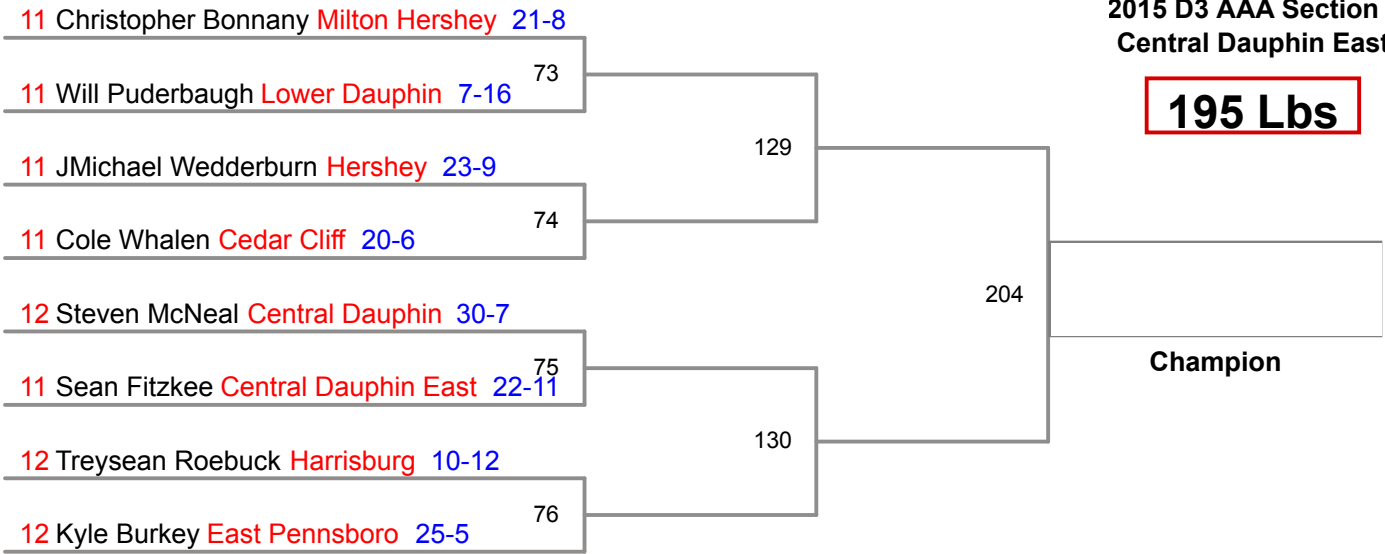 11 Christopher Bonnany Milton Hershey 21-8
2015 D3 AAA Section
Central Dauphin East
73
11 Will Puderbaugh Lower Dauphin 7-16
195 Lbs
129
11 JMichael Wedderburn Hershey 23-9
74
11 Cole Whalen Cedar Cliff 20-6
204
12 Steven McNeal Central Dauphin 30-7
75
11 Sean Fitzkee Central Dauphin East 22-11
Champion
130
12 Treysean Roebuck Harrisburg 10-12
76
12 Kyle Burkey East Pennsboro 25-5